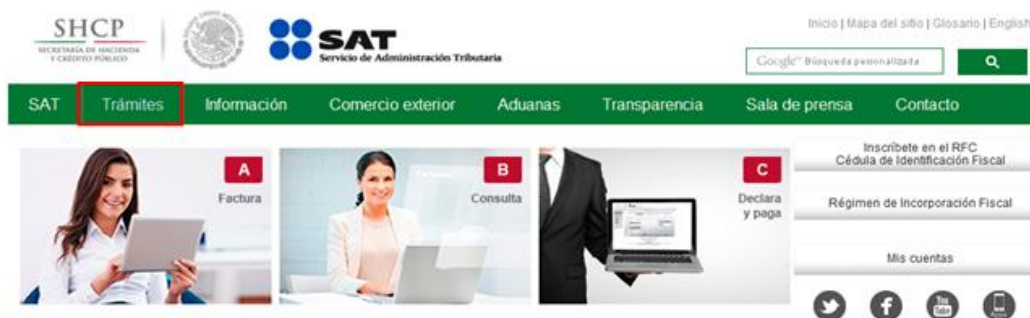 Inicio | Mapa del sitio | Glosario | English
SHCP
SECRETARÍA DE HACIENDA
Y CRÉDITO PÚBLICO
SAT
Servicio de Administración Tributaria
Google™ Búsqueda personalizada
SAT Trámites Información Comercio exterior Aduanas Transparencia Sala de prensa Contacto
A
Factura
B
Consulta
C
Declara
y paga
Inscríbete en el RFC
Cédula de Identificación Fiscal
Régimen de Incorporación Fiscal
Mis cuentas
You
Tube